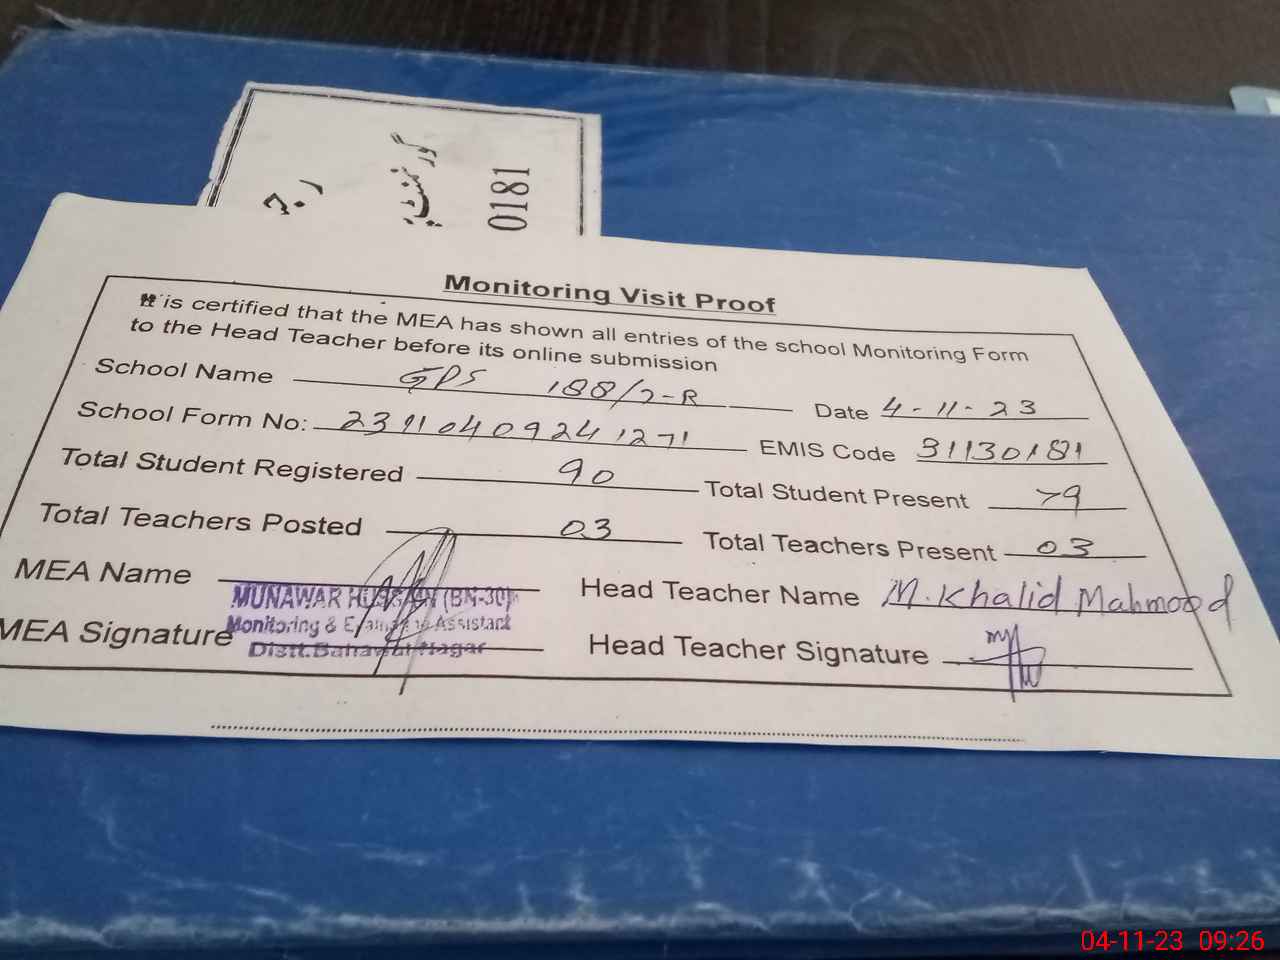 گورنمنٹ
0181
Monitoring Visit Proof
It is certified that the MEA has shown all entries of the school Monitoring Form
to the Head Teacher before its online submission
School Name GPS 188/7-R Date 4-11-23
School Form No: 23110409241271 EMIS Code 31130181
Total Student Registered 90 Total Student Present 79
Total Teachers Posted 03 Total Teachers Present 03
MEA Name MUNAWAR HUSSAIN (BN-30) Head Teacher Name M. Khalid Mahmood
Monitoring & Assistant
MEA Signature Distt. Bahawal Nagar Head Teacher Signature
04-11-23 09:26